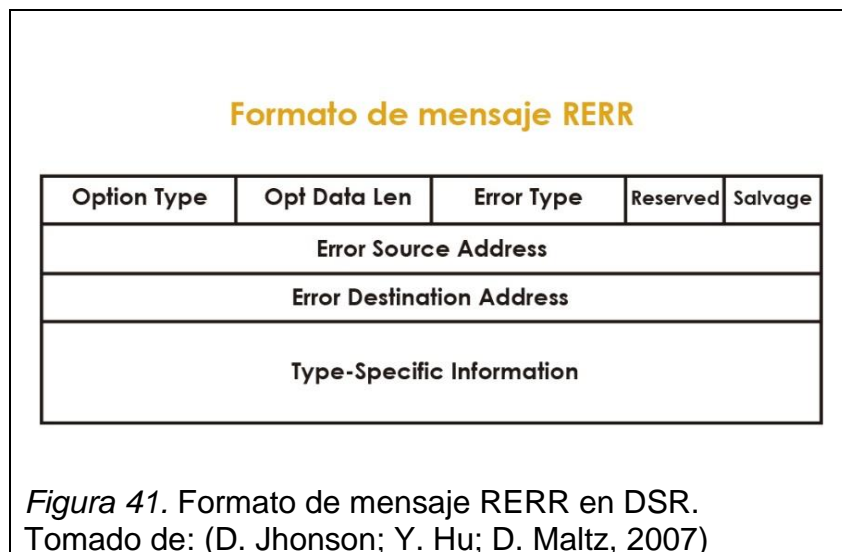 Formato de mensaje RERR
Option Type Opt Data Len Error Type Reserved Salvage
Error Source Address
Error Destination Address
Type-Specific Information
Figura 41. Formato de mensaje RERR en DSR.
Tomado de: (D. Jhonson; Y. Hu; D. Maltz, 2007)